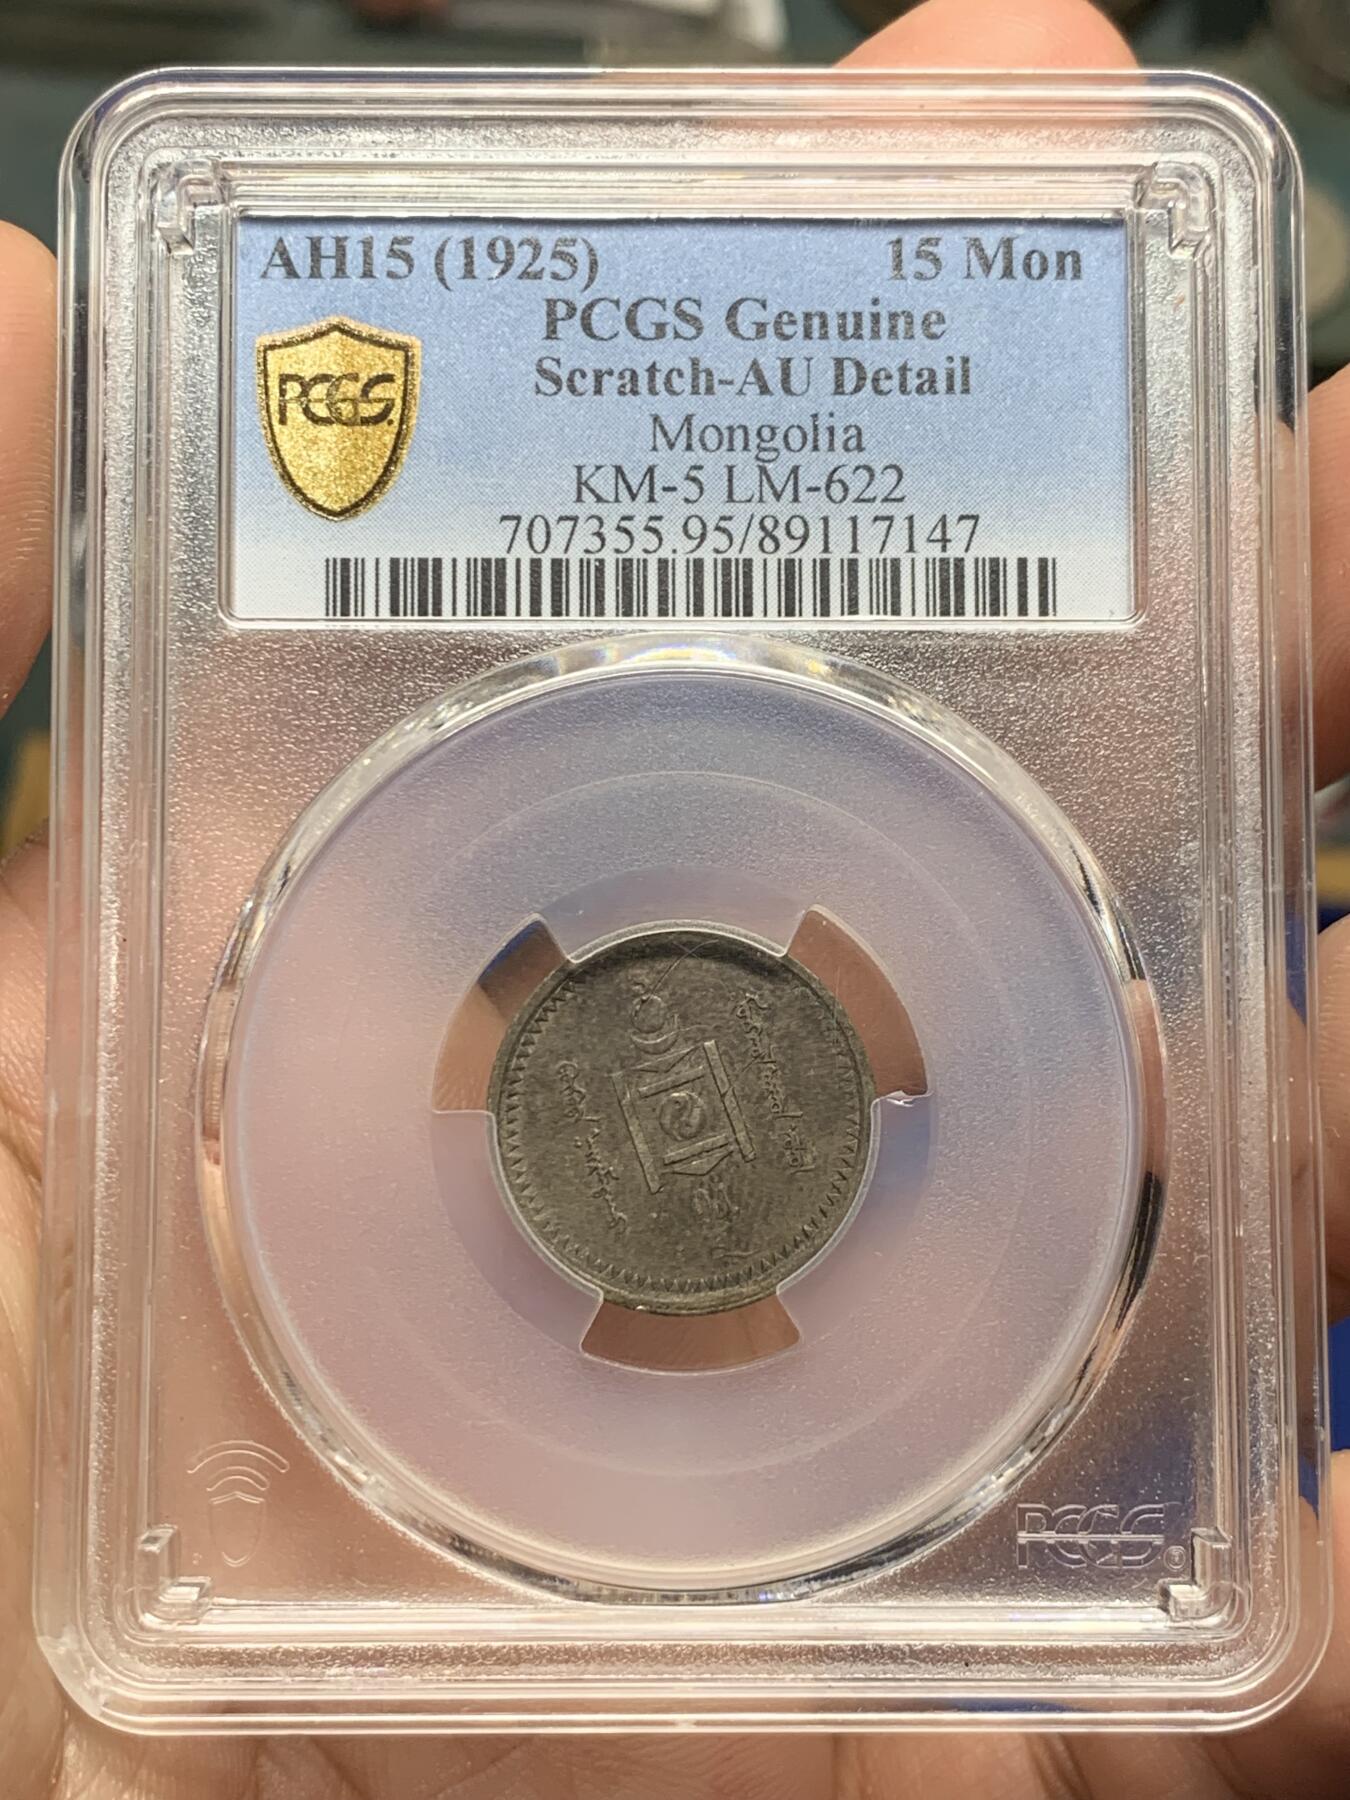 AH15 (1925) 15 Mon
PCGS Genuine
Scratch-AU Detail
Mongolia
KM-5 LM-622
707355.95/89117147
PCGS.
PCGS®